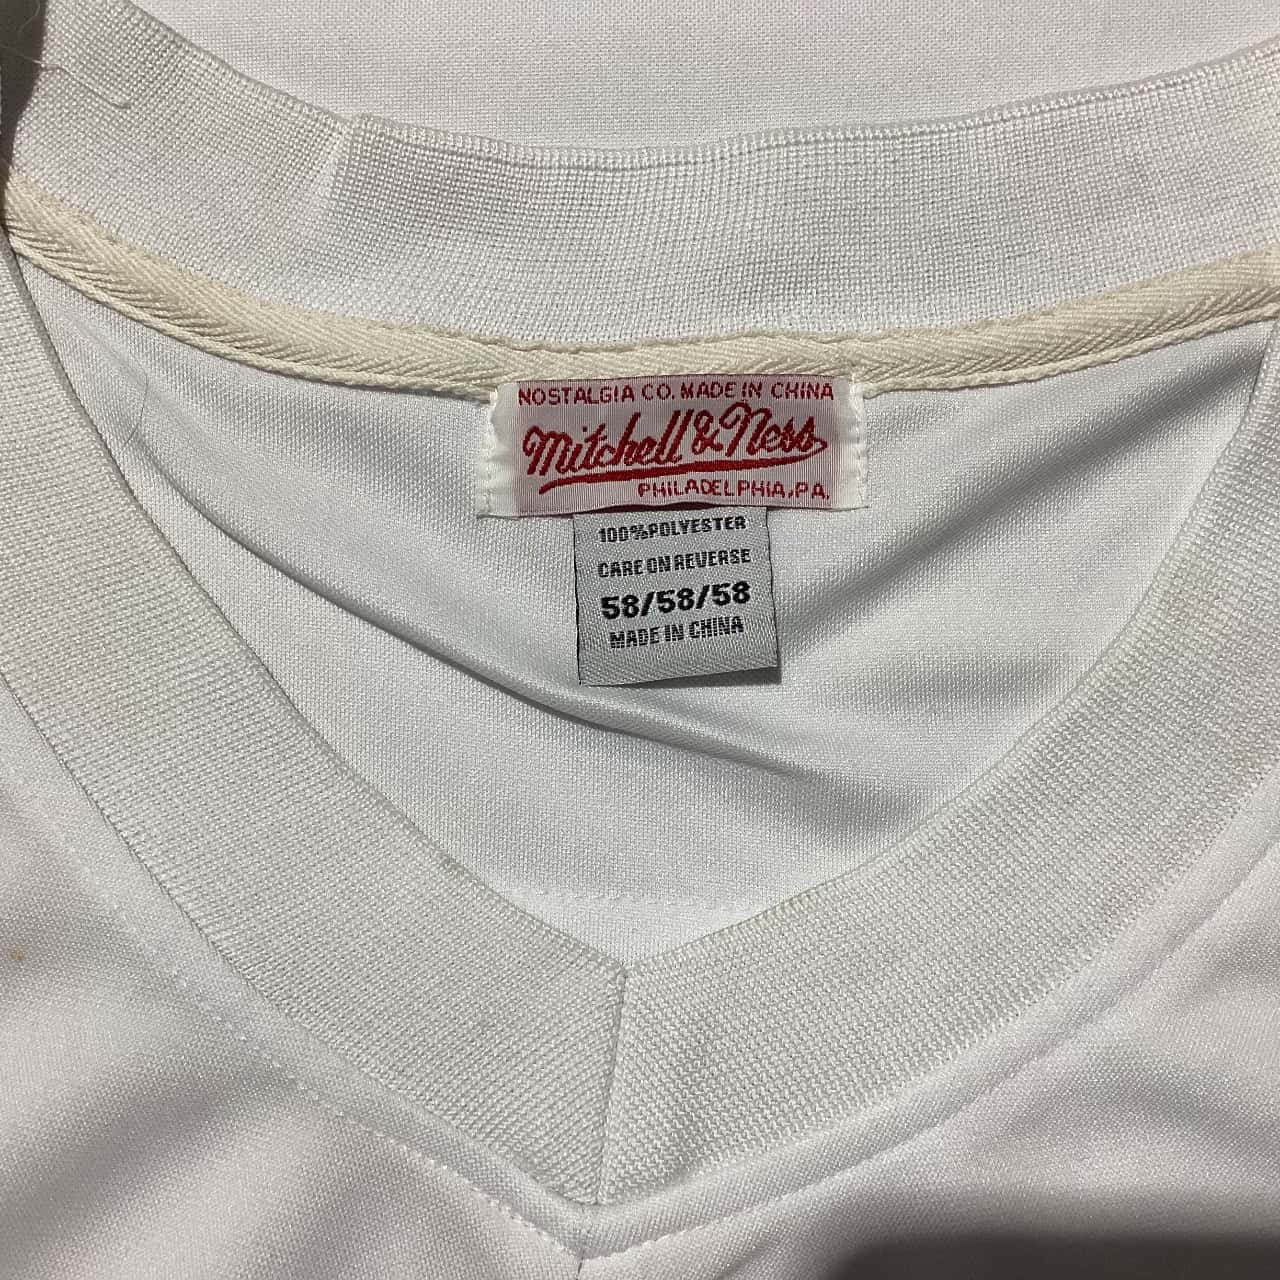 NOSTALGIA CO. MADE IN CHINA
Mitchell & Ness
PHILADELPHIA, PA.
100%POLYESTER
CARE ON REVERSE
58/58/58
MADE IN CHINA